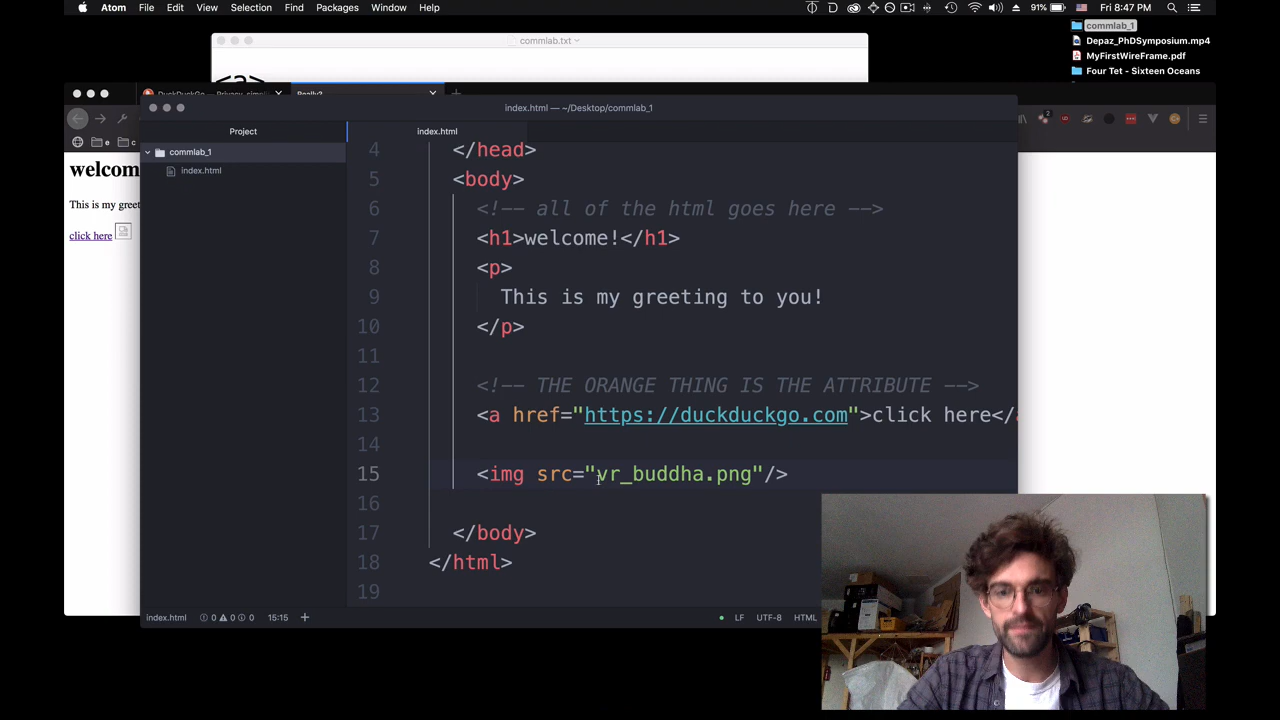 Atom File Edit View Selection Find Packages Window Help
91% Fri 8:47 PM
commlab_1
Depaz_PhDSymposium.mp4
MyFirstWireFrame.pdf
Four Tet - Sixteen Oceans
commlab.txt
<a>
Really?
index.html — ~/Desktop/commlab_1
Project
index.html
commlab_1
index.html
e
c
welcom
This is my greet
click here
4 </head>
5 <body>
6 <!-- all of the html goes here -->
7 <h1>welcome!</h1>
8 <p>
9 This is my greeting to you!
10 </p>
11
12 <!-- THE ORANGE THING IS THE ATTRIBUTE -->
13 <a href="https://duckduckgo.com">click here</
14
15 <img src="vr_buddha.png"/>
16
17 </body>
18 </html>
19
index.html 0 0 0 15:15 + LF UTF-8 HTML